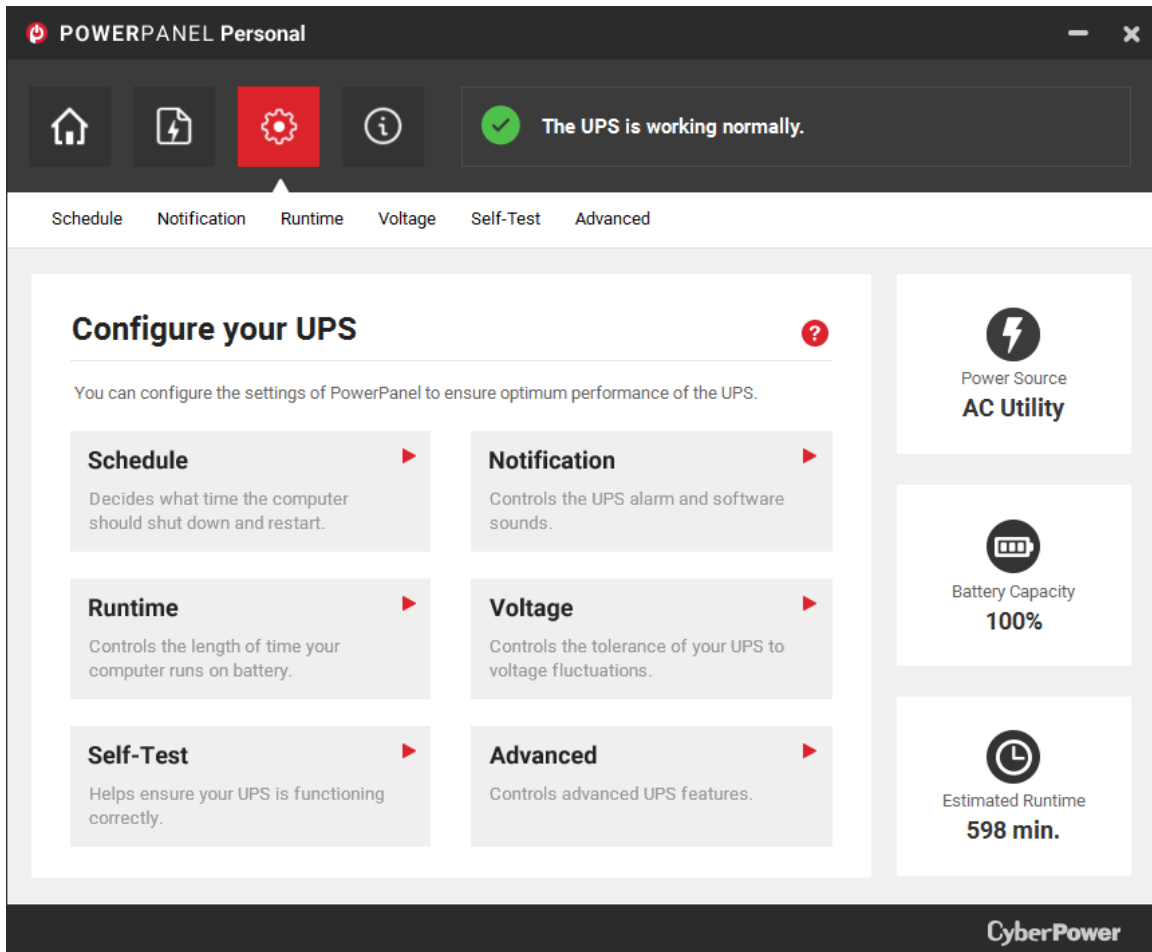 POWERPANEL Personal
The UPS is working normally.
Schedule Notification Runtime Voltage Self-Test Advanced
Configure your UPS
?
You can configure the settings of PowerPanel to ensure optimum performance of the UPS.
Schedule
Decides what time the computer
should shut down and restart.
Notification
Controls the UPS alarm and software
sounds.
Runtime
Controls the length of time your
computer runs on battery.
Voltage
Controls the tolerance of your UPS to
voltage fluctuations.
Self-Test
Helps ensure your UPS is functioning
correctly.
Advanced
Controls advanced UPS features.
Power Source
AC Utility
Battery Capacity
100%
Estimated Runtime
598 min.
CyberPower